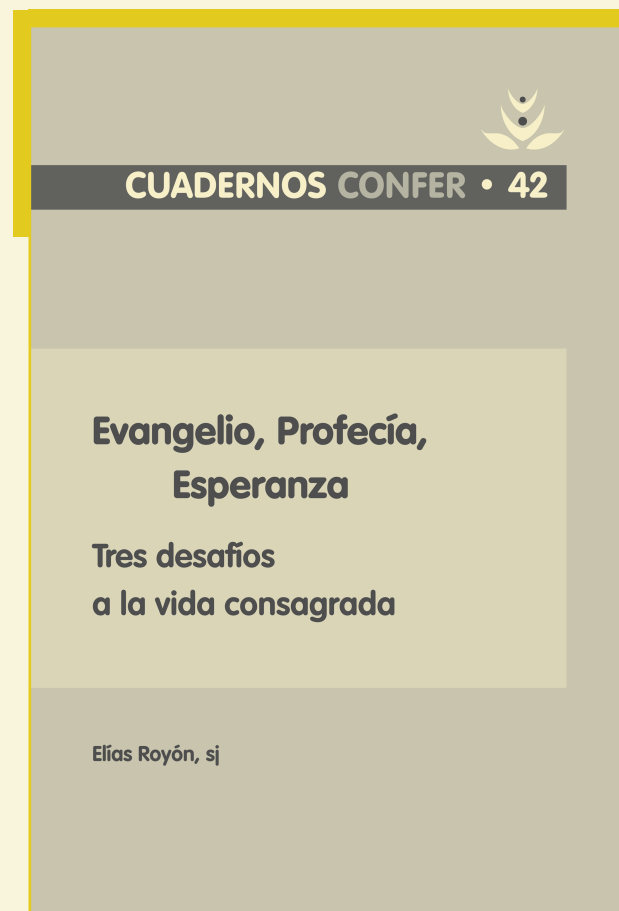 CUADERNOS CONFER • 42
Evangelio, Profecía,
Esperanza
Tres desafíos
a la vida consagrada
Elías Royón, sj